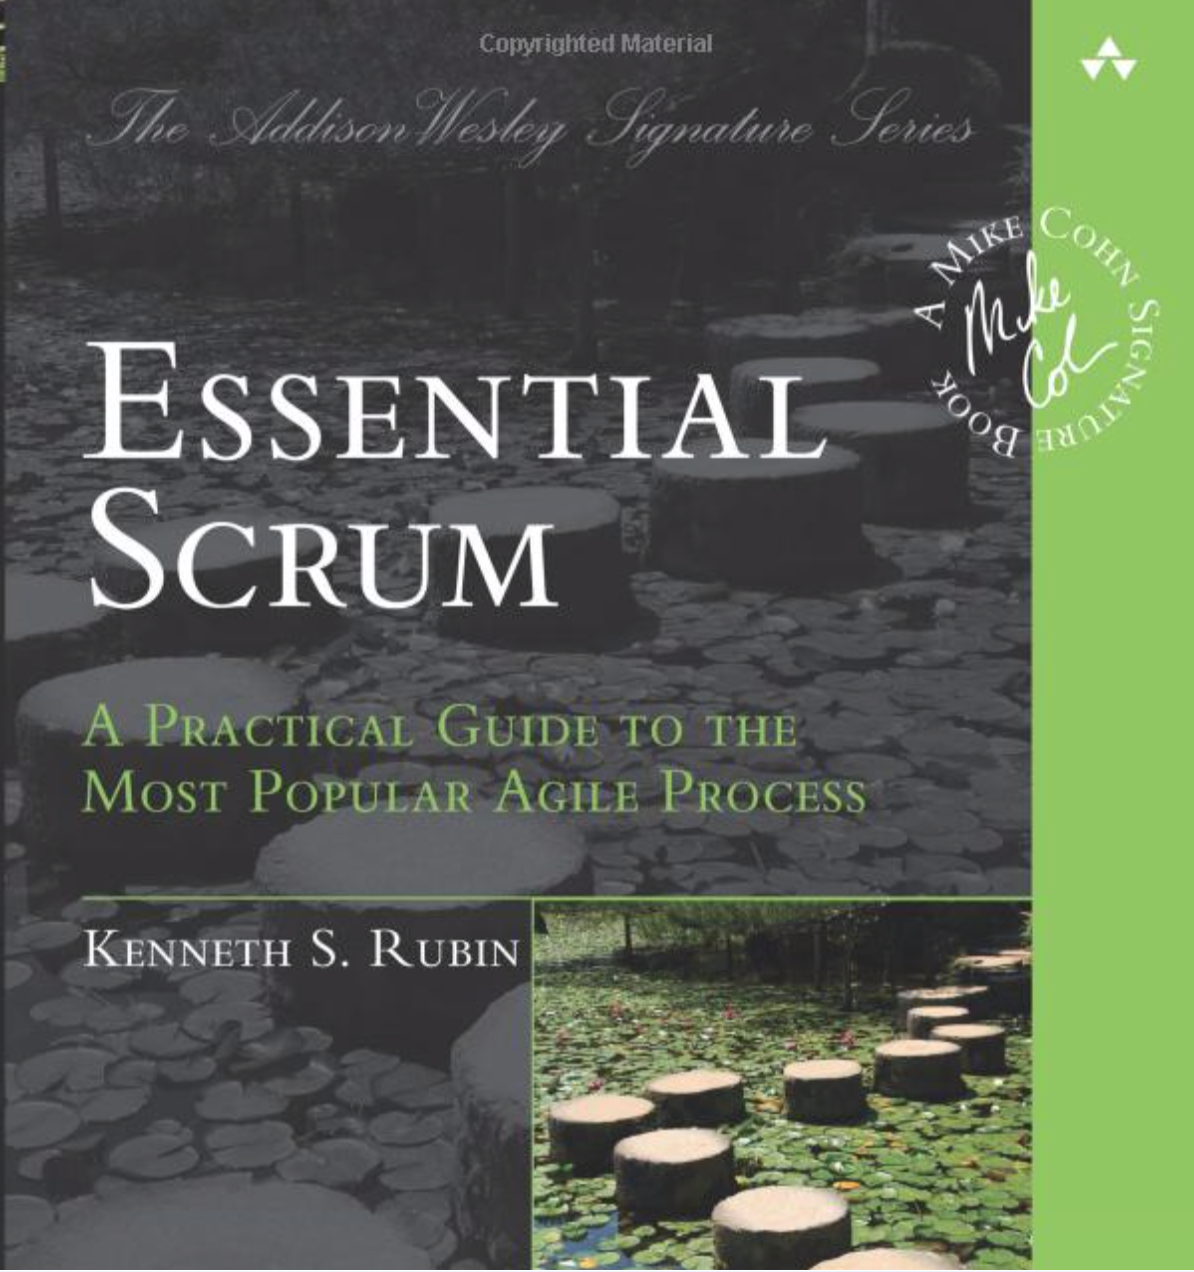 Copyrighted Material
The Addison Wesley Signature Series
A MIKE COHN SIGNATURE BOOK
Mike
Coh
ESSENTIAL
SCRUM
A PRACTICAL GUIDE TO THE
MOST POPULAR AGILE PROCESS
KENNETH S. RUBIN